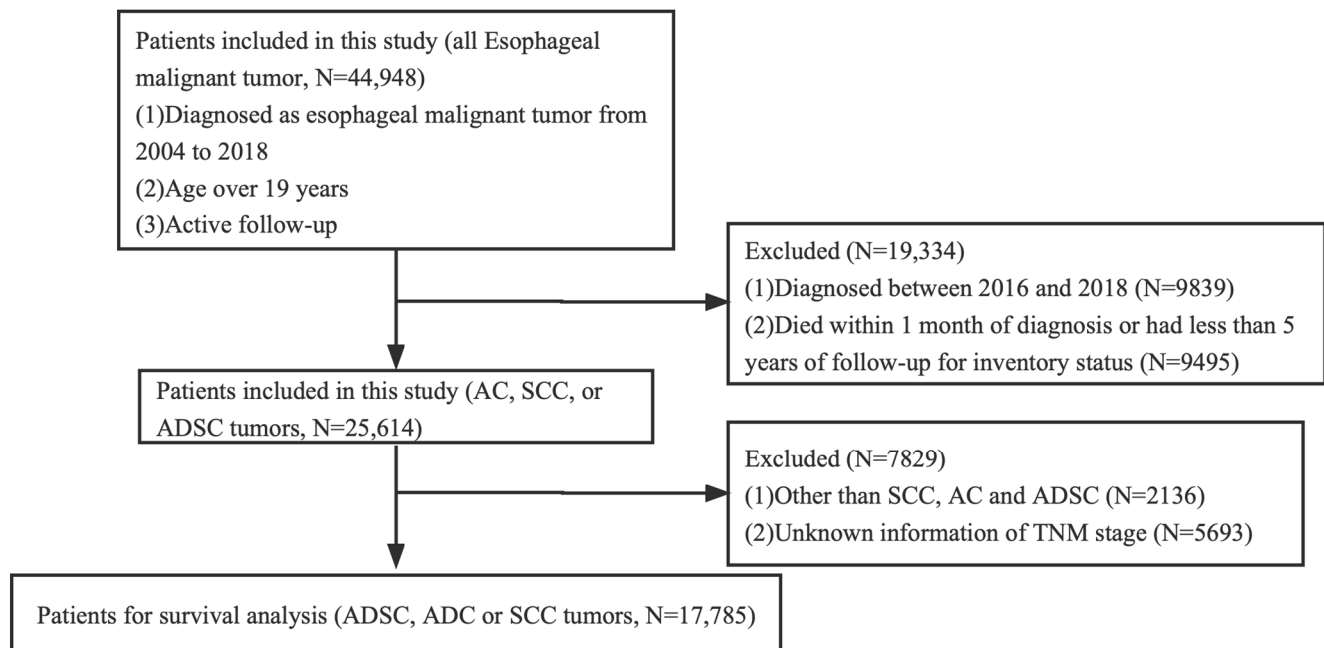 Patients included in this study (all Esophageal
malignant tumor, N=44,948)
(1)Diagnosed as esophageal malignant tumor from
2004 to 2018
(2)Age over 19 years
(3)Active follow-up
Excluded (N=19,334)
(1)Diagnosed between 2016 and 2018 (N=9839)
(2)Died within 1 month of diagnosis or had less than 5
years of follow-up for inventory status (N=9495)
Patients included in this study (AC, SCC, or
ADSC tumors, N=25,614)
Excluded (N=7829)
(1)Other than SCC, AC and ADSC (N=2136)
(2)Unknown information of TNM stage (N=5693)
Patients for survival analysis (ADSC, ADC or SCC tumors, N=17,785)